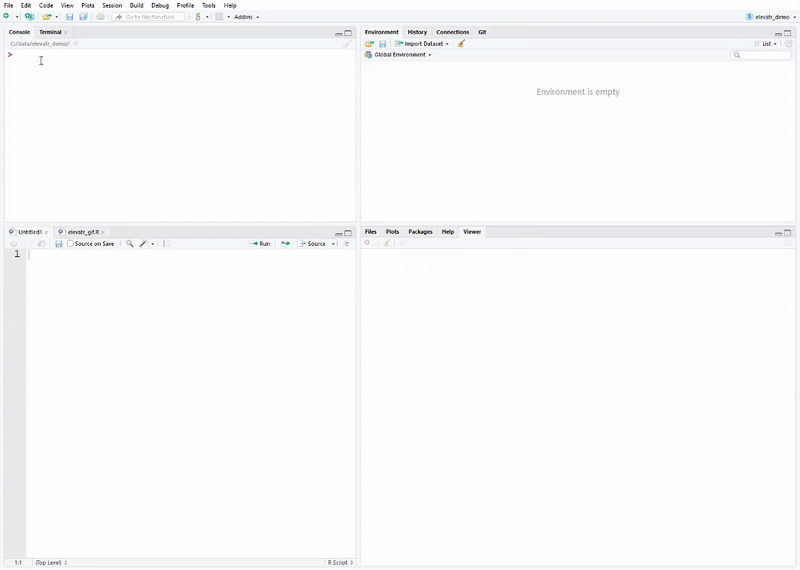 File Edit Code View Plots Session Build Debug Profile Tools Help
Go to file/function Addins elevatr_demo
Console Terminal
C:/data/elevatr_demo/
>
Environment History Connections Git
Import Dataset List
Global Environment
Environment is empty
Untitled1 elevatr_gif.R
Source on Save Run Source
1
1:1 (Top Level) R Script
Files Plots Packages Help Viewer